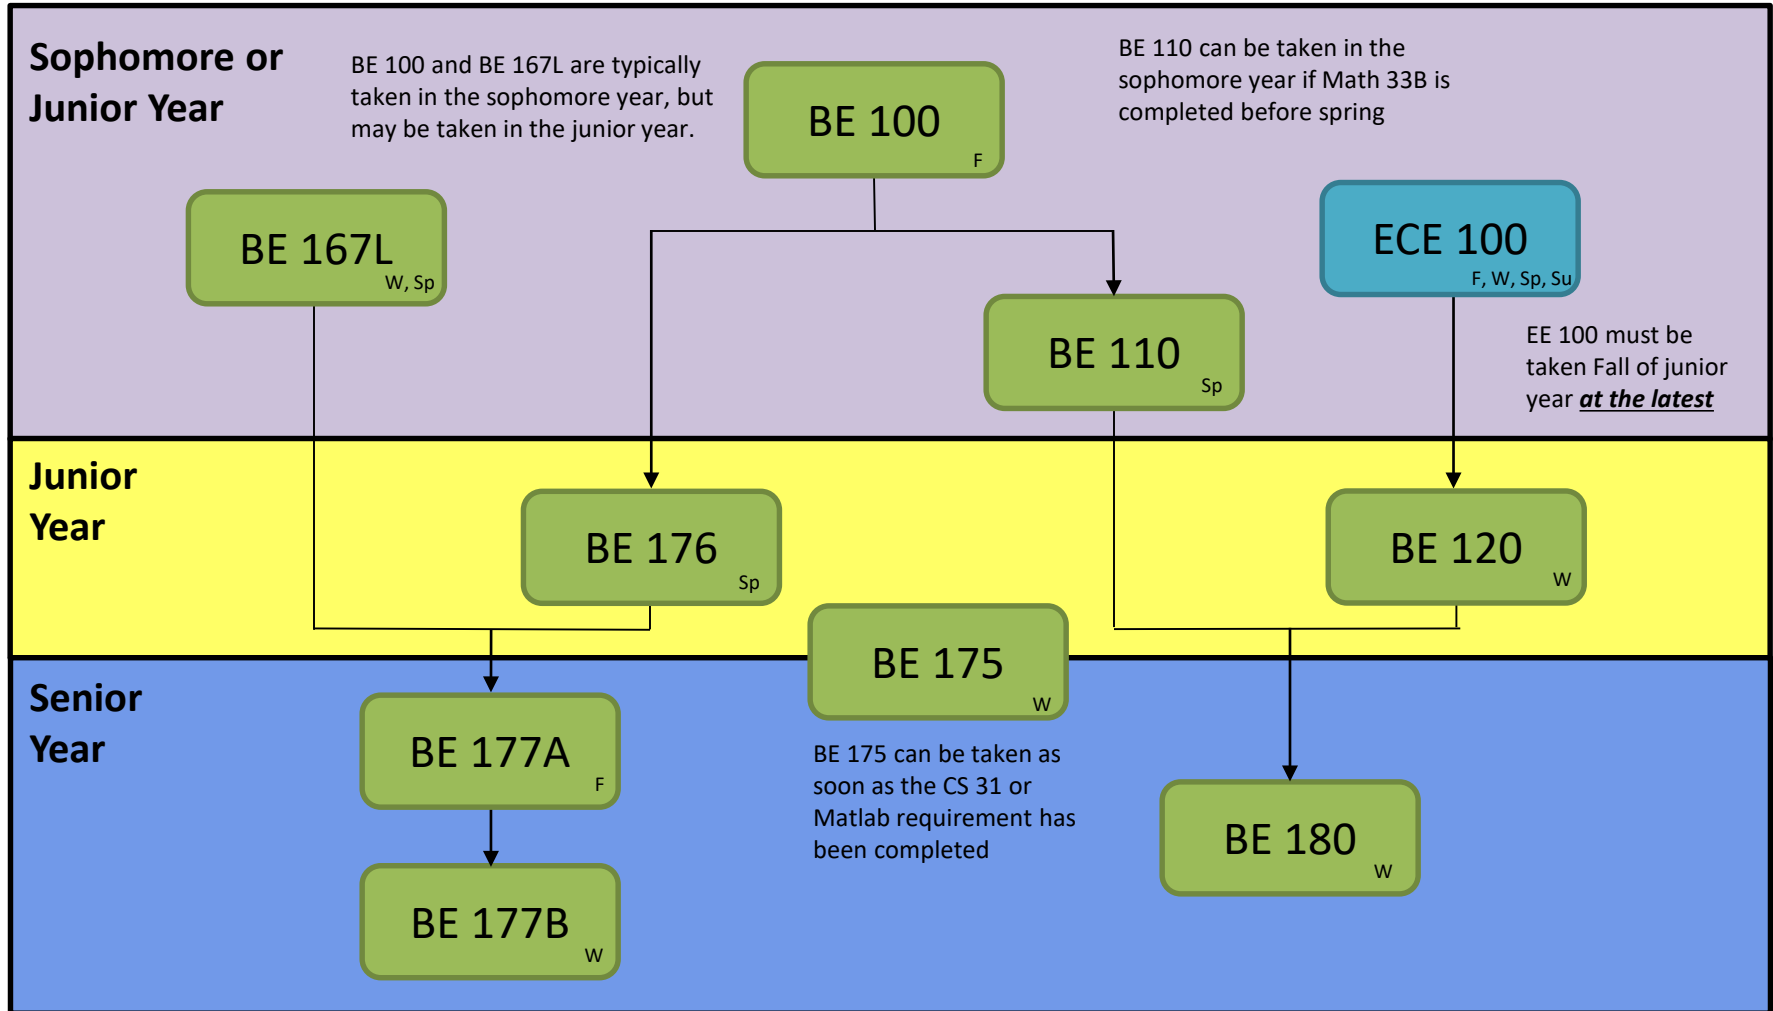 Sophomore or
Junior Year
BE 100 and BE 167L are typically
taken in the sophomore year, but
may be taken in the junior year.
BE 100
F
BE 110 can be taken in the
sophomore year if Math 33B is
completed before spring
BE 167L
W, Sp
ECE 100
F, W, Sp, Su
BE 110
Sp
EE 100 must be
taken Fall of junior
year at the latest
Junior
Year
BE 176
Sp
BE 120
W
BE 175
W
Senior
Year
BE 177A
F
BE 175 can be taken as
soon as the CS 31 or
Matlab requirement has
been completed
BE 180
W
BE 177B
W